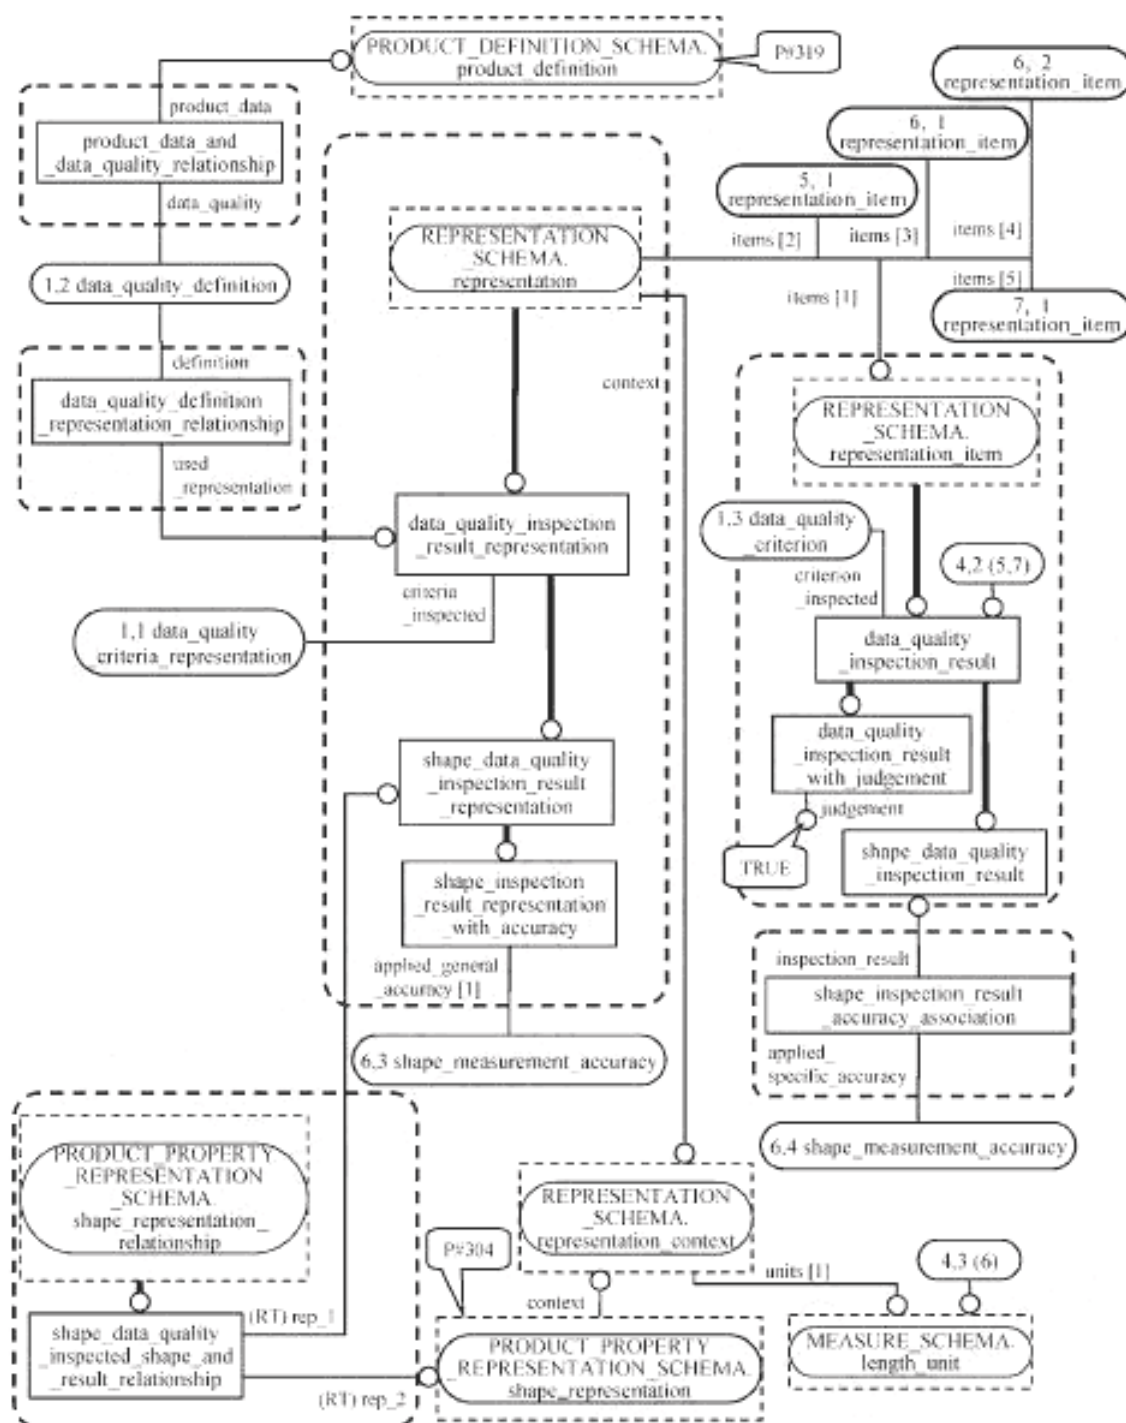 PRODUCT_DEFINITION_SCHEMA.
product_definition
P#319
6, 2
representation_item
product_data
product_data_and
_data_quality_relationship
data_quality
6, 1
representation_item
5, 1
representation_item
items [2]
items [3]
items [4]
REPRESENTATION
_SCHEMA.
representation
1,2 data_quality_definition
items [1]
items [5]
7, 1
representation_item
definition
data_quality_definition
_representation_relationship
used
_representation
context
REPRESENTATION
_SCHEMA.
representation_item
data_quality_inspection
_result_representation
1,3 data_quality
_criterion
criterion
_inspected
4,2 (5,7)
criteria
_inspected
1,1 data_quality
_criteria_representation
data_quality
_inspection_result
shape_data_quality
_inspection_result
_representation
data_quality
_inspection_result
_with_judgement
judgement
TRUE
shape_data_quality
_inspection_result
shape_inspection
_result_representation
_with_accuracy
applied_general
_accuracy [1]
inspection_result
shape_inspection_result
_accuracy_association
applied_
specific_accuracy
6,3 shape_measurement_accuracy
6,4 shape_measurement_accuracy
PRODUCT_PROPERTY
_REPRESENTATION
_SCHEMA.
shape_representation_
relationship
REPRESENTATION
_SCHEMA.
representation_context
P#304
4,3 (6)
units [1]
context
(RT) rep_1
shape_data_quality
_inspected_shape_and
_result_relationship
(RT) rep_2
PRODUCT_PROPERTY
_REPRESENTATION_SCHEMA.
shape_representation
MEASURE_SCHEMA.
length_unit